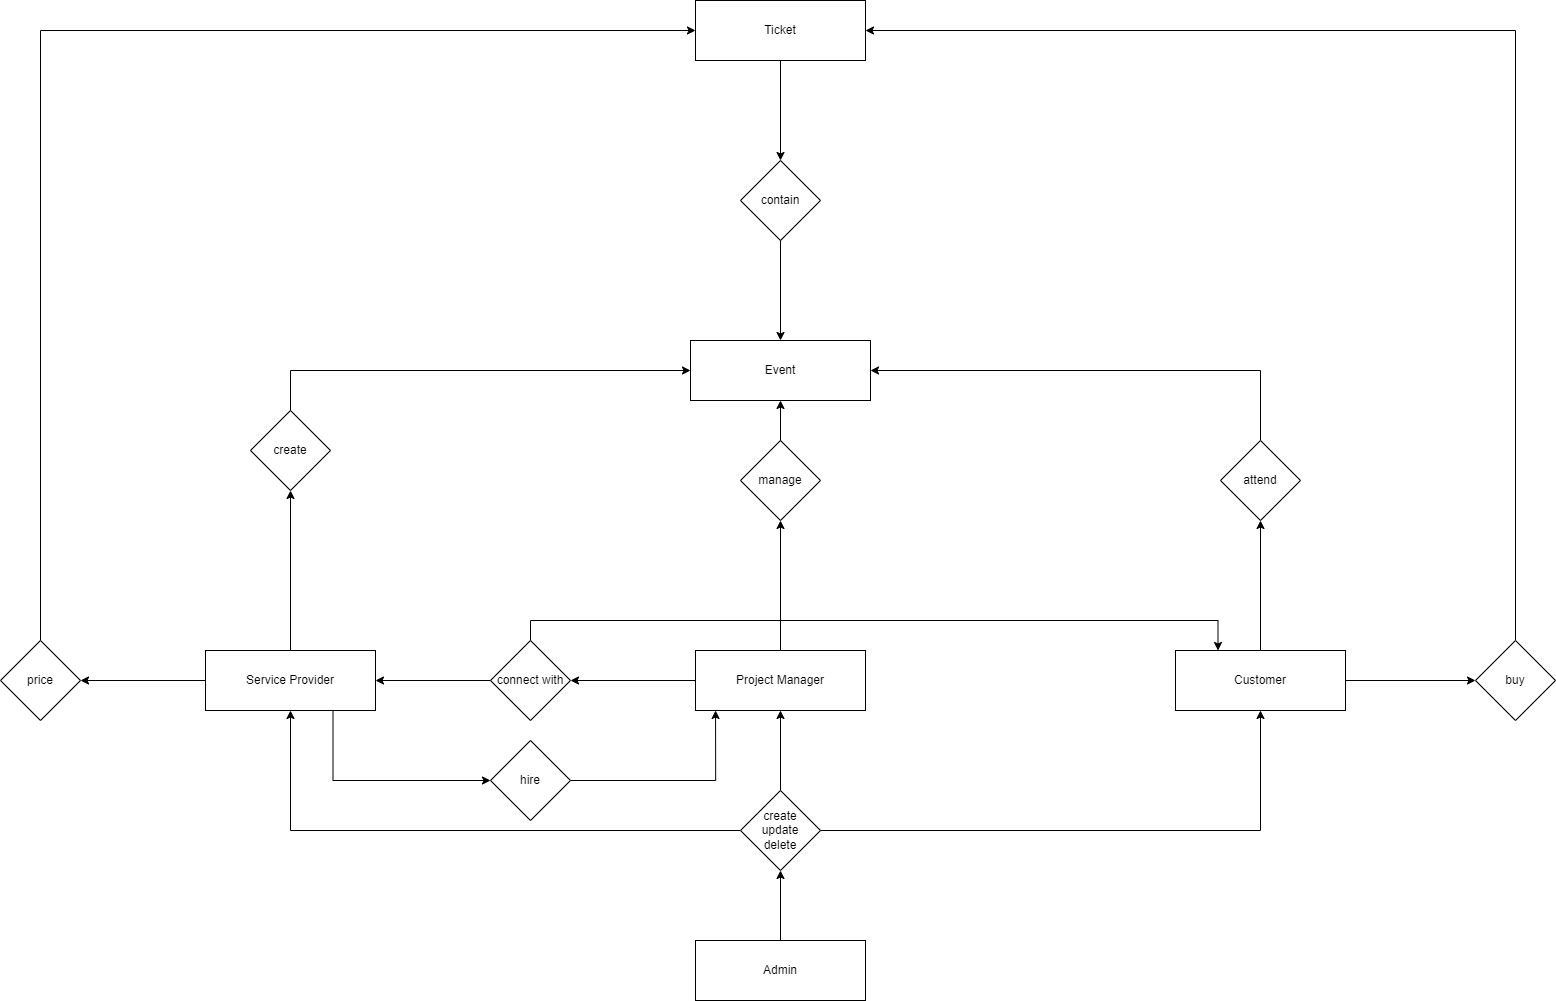 Ticket
contain
Event
create
manage
attend
price
Service Provider
connect with
Project Manager
Customer
buy
hire
create
update
delete
Admin